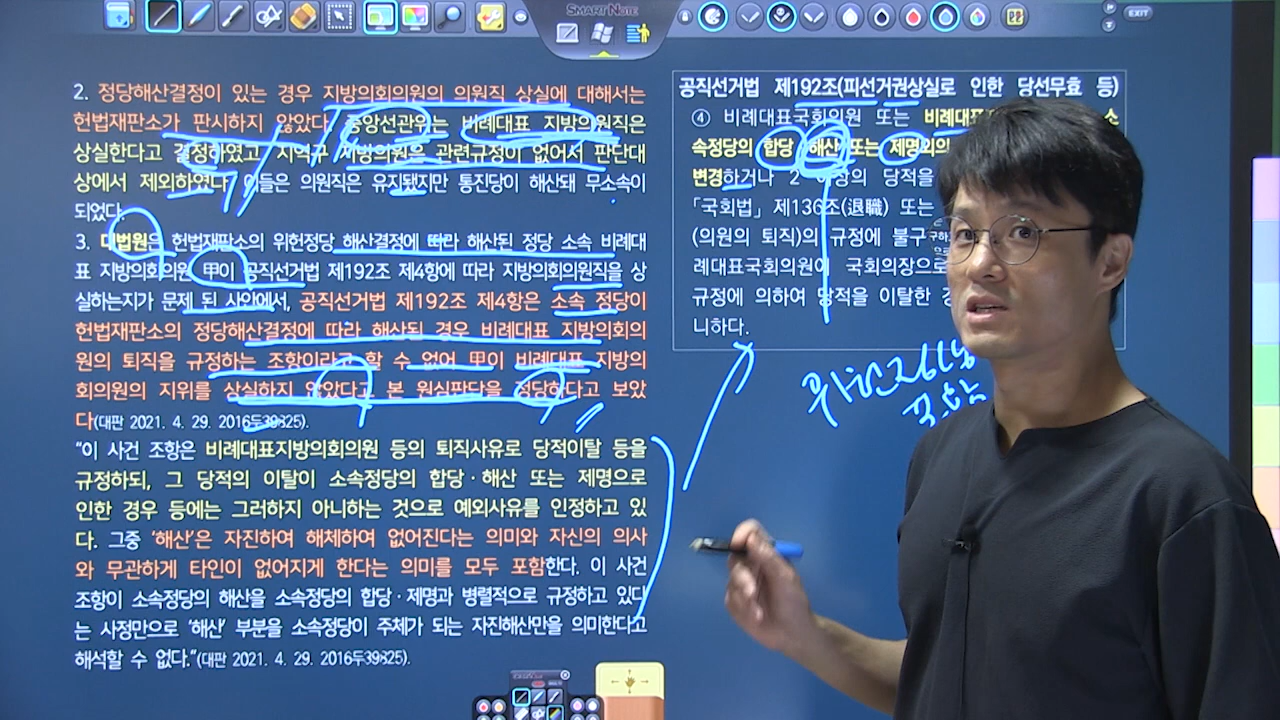 SMART NOTE
EXIT
2. 정당해산결정이 있는 경우 지방의회의원의 의원직 상실에 대해서는
헌법재판소가 판시하지 않았다. 중앙선관위는 비례대표 지방의원직은
상실한다고 결정하였고 지역구 지방의원은 관련규정이 없어서 판단대
상에서 제외하였다. 이들은 의원직은 유지됐지만 통진당이 해산돼 무소속이
되었다.
3. 대법원은 헌법재판소의 위헌정당 해산결정에 따라 해산된 정당 소속 비례대
표 지방의회의원 甲이 공직선거법 제192조 제4항에 따라 지방의회의원직을 상
실하는지가 문제 된 사안에서, 공직선거법 제192조 제4항은 소속 정당이
헌법재판소의 정당해산결정에 따라 해산된 경우 비례대표 지방의회의
원의 퇴직을 규정하는 조항이라고 할 수 없어 甲이 비례대표 지방의
회의원의 지위를 상실하지 않았다고 본 원심판단을 정당하다고 보았
다(대판 2021. 4. 29. 2016두39825).
“이 사건 조항은 비례대표지방의회의원 등의 퇴직사유로 당적이탈 등을
규정하되, 그 당적의 이탈이 소속정당의 합당·해산 또는 제명으로
인한 경우 등에는 그러하지 아니하는 것으로 예외사유를 인정하고 있
다. 그중 ‘해산’은 자진하여 해체하여 없어진다는 의미와 자신의 의사
와 무관하게 타인이 없어지게 한다는 의미를 모두 포함한다. 이 사건
조항이 소속정당의 해산을 소속정당의 합당·제명과 병렬적으로 규정하고 있다
는 사정만으로 ‘해산’ 부분을 소속정당이 주체가 되는 자진해산만을 의미한다고
해석할 수 없다.”(대판 2021. 4. 29. 2016두39825).
공직선거법 제192조(피선거권상실로 인한 당선무효 등)
④ 비례대표국회의원 또는 비례대표
속정당의 합당 해산 또는 제명외의
변경하거나 2 이상의 당적을
「국회법」 제136조(退職) 또는
(의원의 퇴직)의 규정에 불구
례대표국회의원이 국회의장으로
규정에 의하여 당적을 이탈한
니하다.